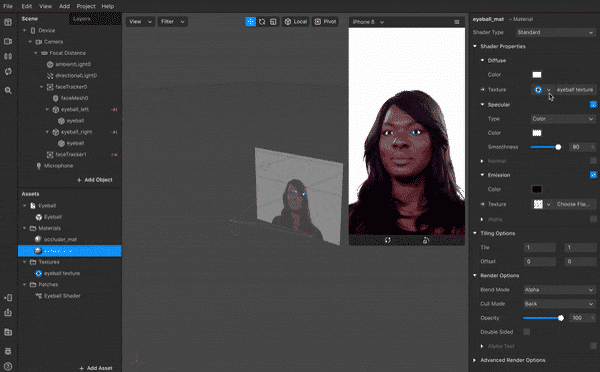 File Edit View Add Project Help
Scene Layers
Device
Camera
Focal Distance
ambientLight0
directionalLight0
faceTracker0
faceMesh0
eyeball_left
eyeball
eyeball_right
eyeball
faceTracker1
Microphone
+ Add Object
Assets
Eyeball
Eyeball
Materials
occluder_mat
Textures
eyeball texture
Patches
Eyeball Shader
+ Add Asset
View Filter Local Pivot
iPhone 8
eyeball_mat – Material
Shader Type Standard
Shader Properties
Diffuse
Color
Texture eyeball texture
Specular
Type Color
Color
Smoothness 80 %
Normal
Emission
Color
Texture Choose File...
Alpha
Tiling Options
Tile 1 1
Offset 0 0
Render Options
Blend Mode Alpha
Cull Mode Back
Opacity 100 %
Double Sided
Alpha Test
Advanced Render Options